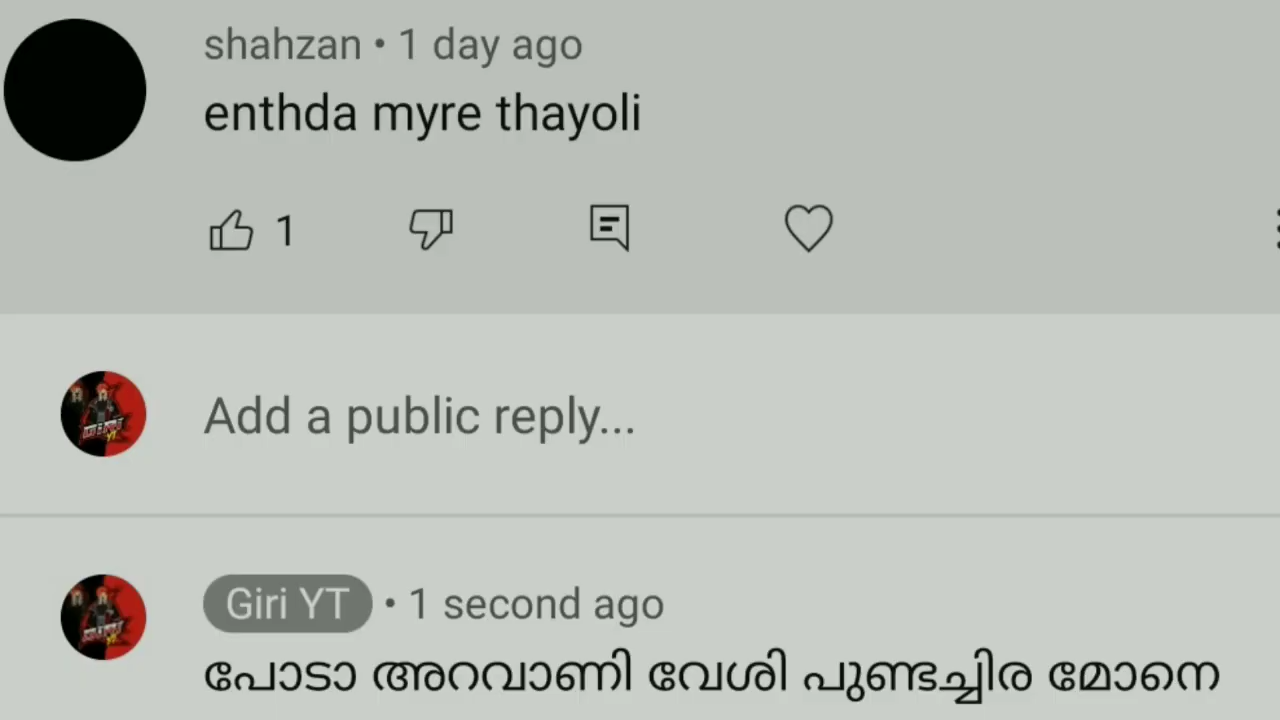 shahzan • 1 day ago
enthda myre thayoli
1
Add a public reply...
Giri YT • 1 second ago
പോടാ അറവാണി വേശി പുണ്ടച്ചിര മോനെ